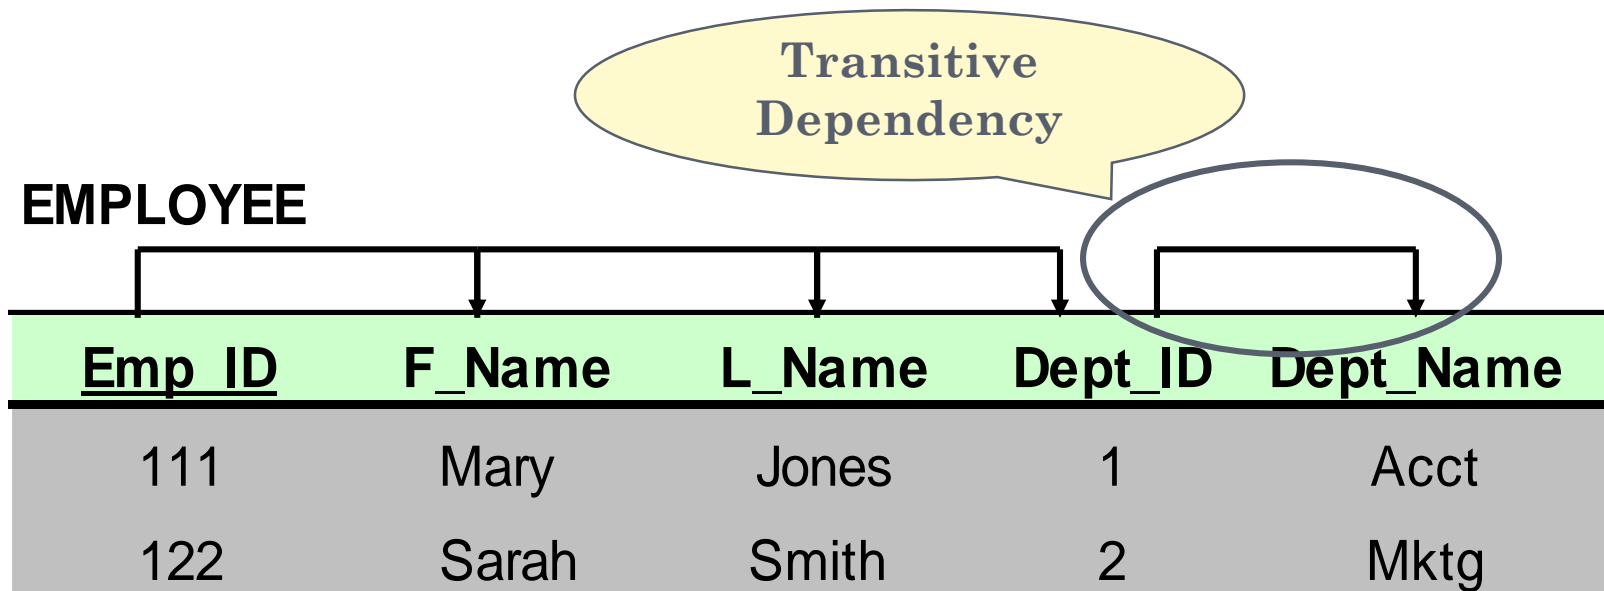 Transitive
Dependency
EMPLOYEE
Emp_ID F_Name L_Name Dept_ID Dept_Name
111 Mary Jones 1 Acct
122 Sarah Smith 2 Mktg